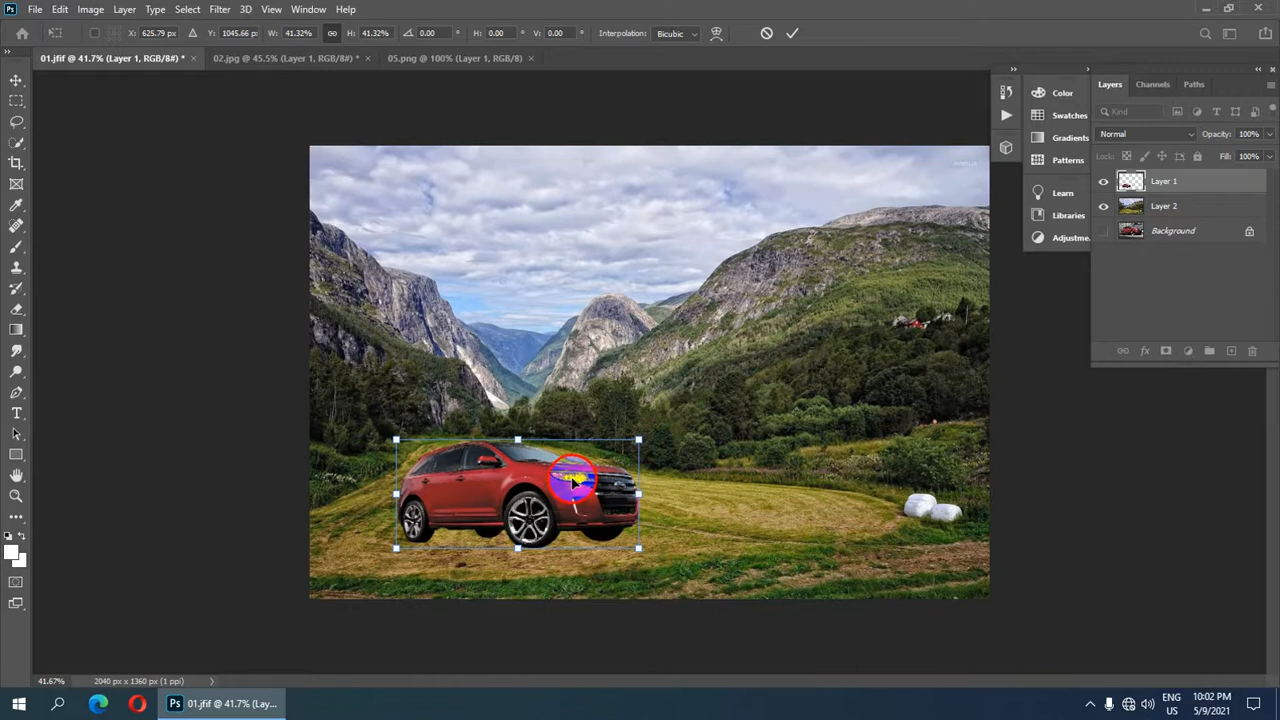 Ps File Edit Image Layer Type Select Filter 3D View Window Help
X: 625.79 px Y: 1045.66 px W: 41.32% H: 41.32% 0.00 ° H: 0.00 ° V: 0.00 ° Interpolation: Bicubic
01.jfif @ 41.7% (Layer 1, RGB/8#) * × 02.jpg @ 45.5% (Layer 1, RGB/8#) * × 05.png @ 100% (Layer 1, RGB/8) ×
Color
Swatches
Gradients
Patterns
Learn
Libraries
Adjustme
Layers Channels Paths
Kind
Normal Opacity: 100%
Lock: Fill: 100%
Layer 1
Layer 2
Background
41.67% 2040 px x 1360 px (1 ppi)
Ps 01.jfif @ 41.7% (Lay...
ENG 10:02 PM
US 5/9/2021